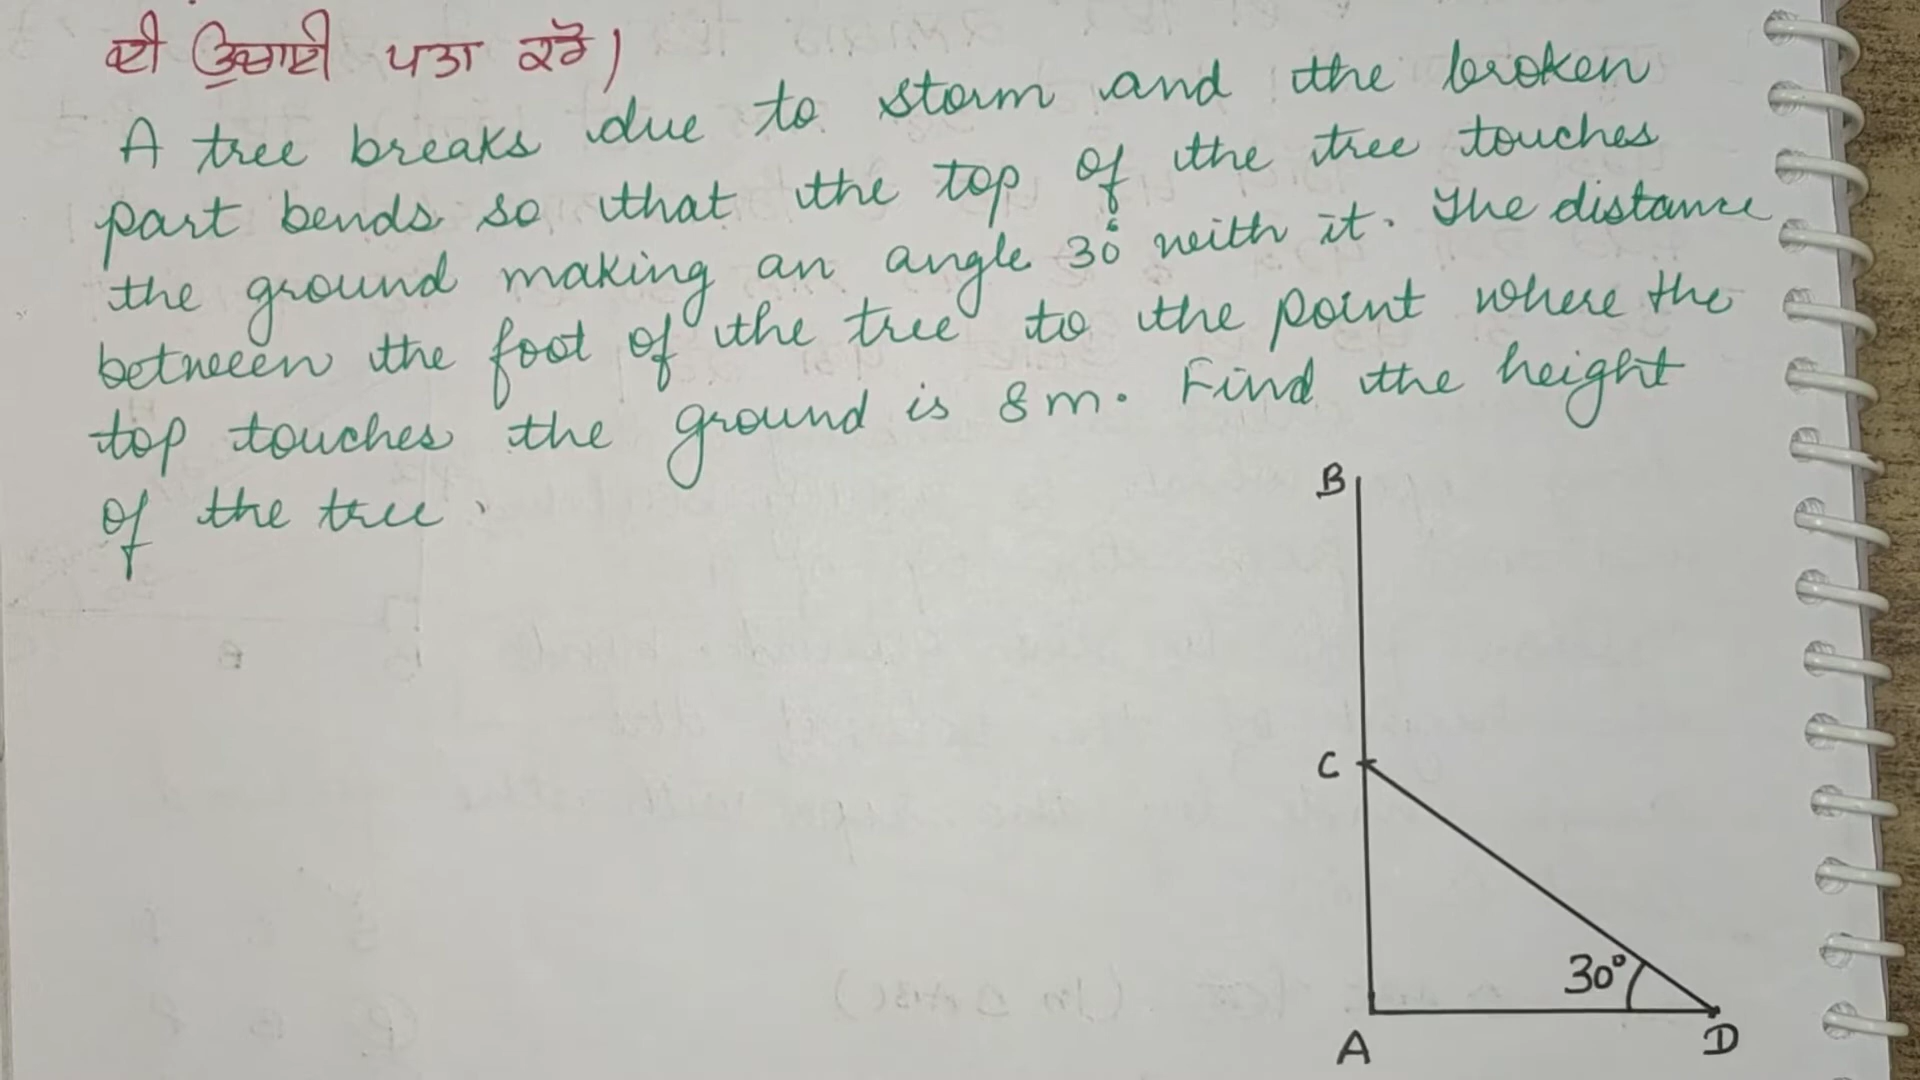 ਦੀ ਉਚਾਈ ਪਤਾ ਕਰੋ।
A tree breaks due to storm and the broken
part bends so that the top of the tree touches
the ground making an angle 30° with it. The distance
between the foot of the tree to the point where the
top touches the ground is 8m. Find the height
of the tree.
B
C
30°
A
D